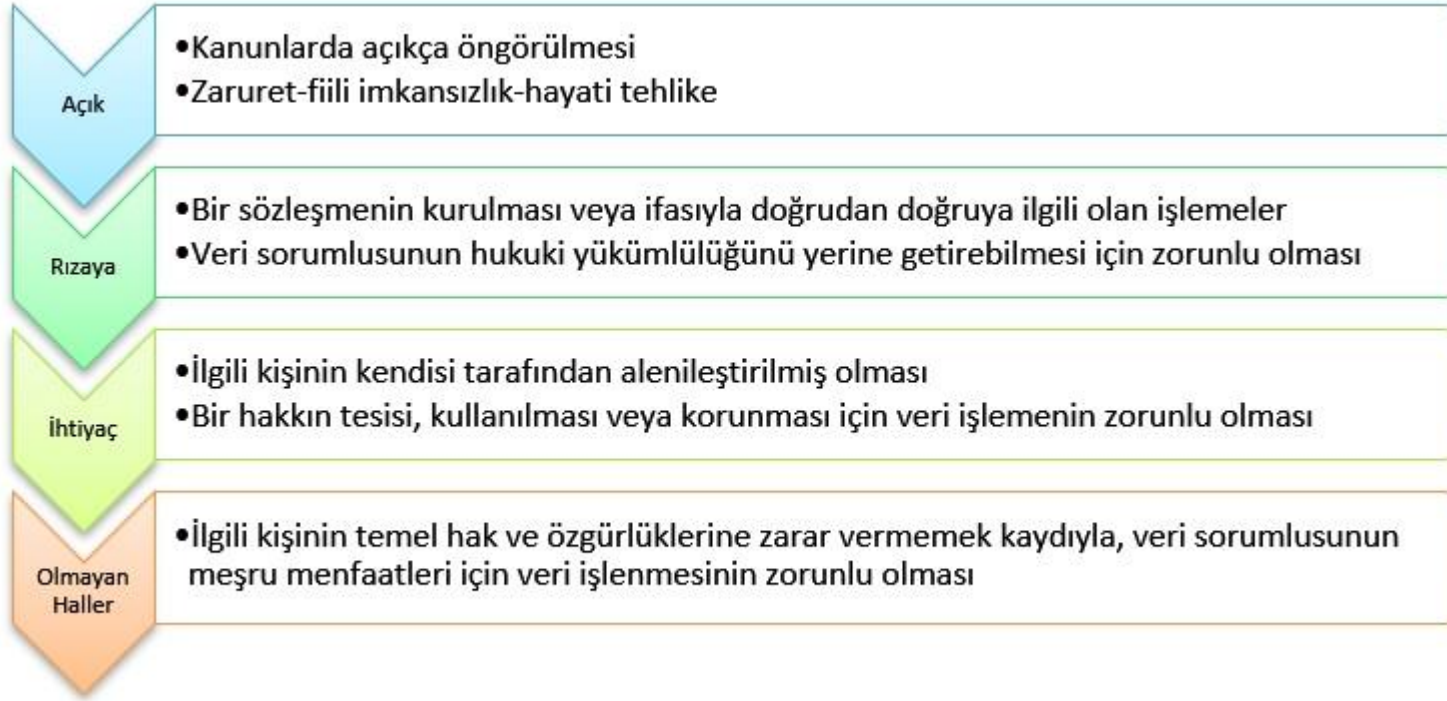 Açık
•Kanunlarda açıkça öngörülmesi
•Zaruret-fiili imkansızlık-hayati tehlike
Rızaya
•Bir sözleşmenin kurulması veya ifasıyla doğrudan doğruya ilgili olan işlemeler
•Veri sorumlusunun hukuki yükümlülüğünü yerine getirebilmesi için zorunlu olması
İhtiyaç
•İlgili kişinin kendisi tarafından alenileştirilmiş olması
•Bir hakkın tesisi, kullanılması veya korunması için veri işlemenin zorunlu olması
Olmayan
Haller
•İlgili kişinin temel hak ve özgürlüklerine zarar vermemek kaydıyla, veri sorumlusunun
meşru menfaatleri için veri işlenmesinin zorunlu olması